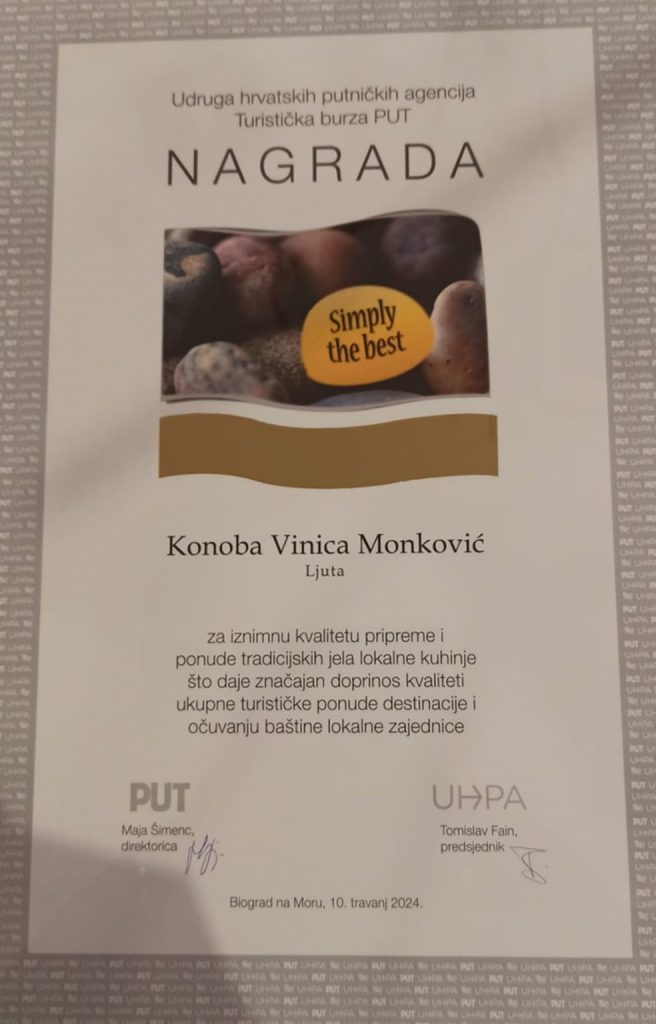 Udruga hrvatskih putničkih agencija
Turistička burza PUT
NAGRADA
Simply
the best
Konoba Vinica Monković
Ljuta
za iznimnu kvalitetu pripreme i
ponude tradicijskih jela lokalne kuhinje
što daje značajan doprinos kvaliteti
ukupne turističke ponude destinacije i
očuvanju baštine lokalne zajednice
PUT
Maja Šimenc,
direktorica
UHPA
Tomislav Fain,
predsjednik
Biograd na Moru, 10. travanj 2024.